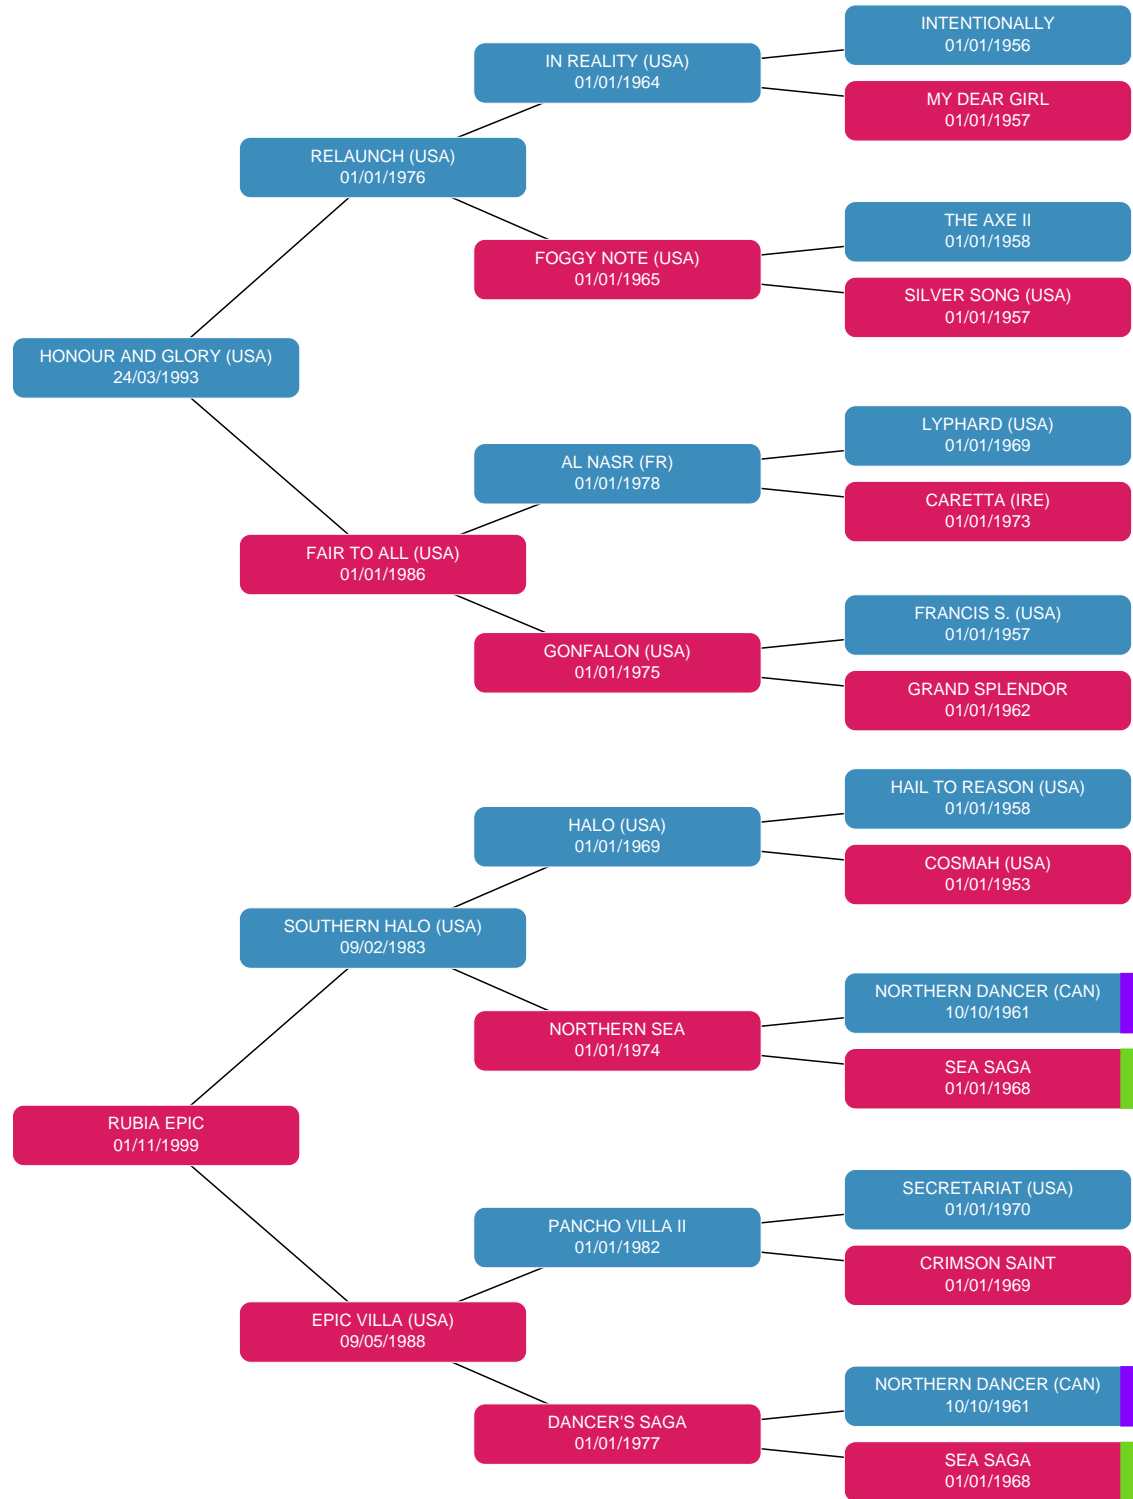 INTENTIONALLY
01/01/1956
IN REALITY (USA)
01/01/1964
MY DEAR GIRL
01/01/1957
RELAUNCH (USA)
01/01/1976
THE AXE II
01/01/1958
FOGGY NOTE (USA)
01/01/1965
SILVER SONG (USA)
01/01/1957
HONOUR AND GLORY (USA)
24/03/1993
LYPHARD (USA)
01/01/1969
AL NASR (FR)
01/01/1978
CARETTA (IRE)
01/01/1973
FAIR TO ALL (USA)
01/01/1986
FRANCIS S. (USA)
01/01/1957
GONFALON (USA)
01/01/1975
GRAND SPLENDOR
01/01/1962
HAIL TO REASON (USA)
01/01/1958
HALO (USA)
01/01/1969
COSMAH (USA)
01/01/1953
SOUTHERN HALO (USA)
09/02/1983
NORTHERN DANCER (CAN)
10/10/1961
NORTHERN SEA
01/01/1974
SEA SAGA
01/01/1968
RUBIA EPIC
01/11/1999
SECRETARIAT (USA)
01/01/1970
PANCHO VILLA II
01/01/1982
CRIMSON SAINT
01/01/1969
EPIC VILLA (USA)
09/05/1988
NORTHERN DANCER (CAN)
10/10/1961
DANCER'S SAGA
01/01/1977
SEA SAGA
01/01/1968